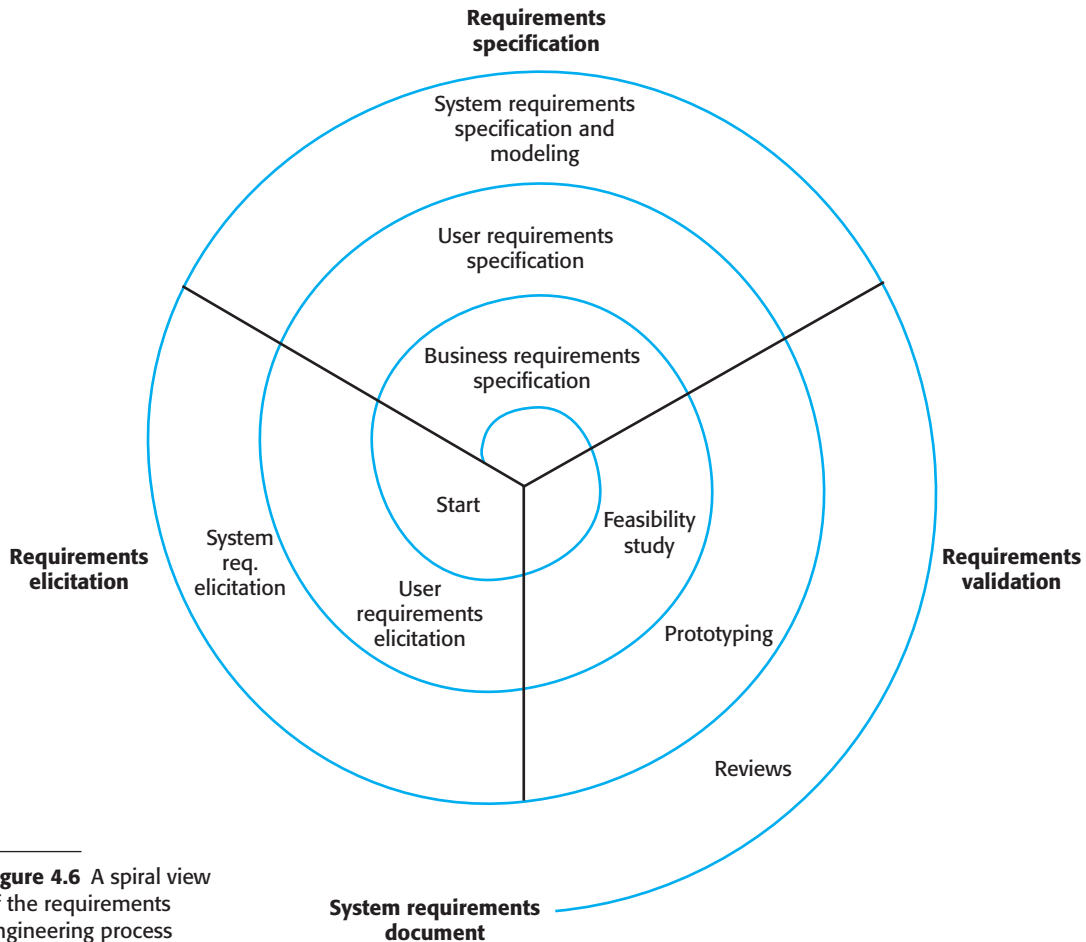 Requirements
specification
System requirements
specification and
modeling
User requirements
specification
Business requirements
specification
Start
Feasibility
study
System
req.
elicitation
Requirements
elicitation
Requirements
validation
User
requirements
elicitation
Prototyping
Reviews
gure 4.6 A spiral view
f the requirements
ngineering process
System requirements
document